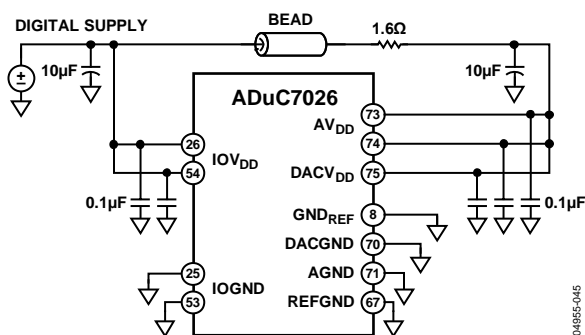 DIGITAL SUPPLY
BEAD
1.6Ω
10µF
10µF
ADuC7026
26
54
IOVDD
0.1µF
25
53
IOGND
AVDD
73
74
DACVDD
75
GNDREF
8
DACGND
70
AGND
71
REFGND
67
0.1µF
04955-045